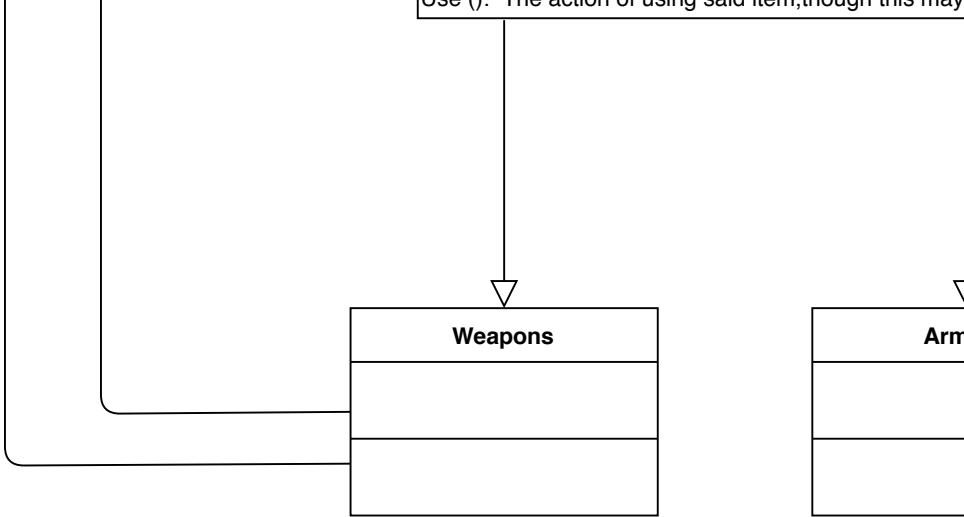 Use (): The action of using said item,though this may
Weapons
Arm